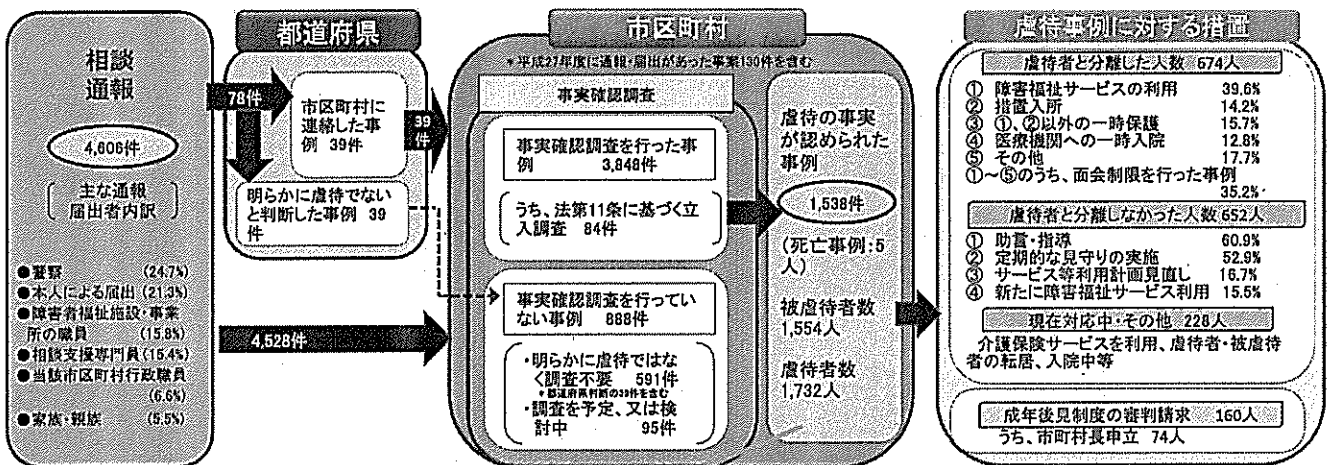 相談
通報
4,606件
主な通報
届出者内訳
●警察 (24.7%)
●本人による届出 (21.3%)
●障害者福祉施設・事業
所の職員 (15.8%)
●相談支援専門員 (15.4%)
●当該市区町村行政職員
(6.6%)
●家族・親族 (5.5%)
都道府県
78件
市区町村に
連絡した事
例 39件
39
件
明らかに虐待でない
と判断した事例 39
件
4,528件
市区町村
*平成27年度に通報・届出があった事案130件を含む
事実確認調査
事実確認調査を行った事
例 3,848件
うち、法第11条に基づく立
入調査 84件
事実確認調査を行ってい
ない事例 888件
・明らかに虐待ではな
く調査不要 591件
*都道府県判断の39件を含む
・調査を予定、又は検
討中 95件
虐待の事実
が認められた
事例
1,538件
(死亡事例:5
人)
被虐待者数
1,554人
虐待者数
1,732人
虐待事例に対する措置
虐待者と分離した人数 674人
① 障害福祉サービスの利用 39.6%
② 措置入所 14.2%
③ ①、②以外の一時保護 15.7%
④ 医療機関への一時入院 12.8%
⑤ その他 17.7%
①~⑤のうち、面会制限を行った事例
35.2%
虐待者と分離しなかった人数 652人
① 助言・指導 60.9%
② 定期的な見守りの実施 52.9%
③ サービス等利用計画見直し 16.7%
④ 新たに障害福祉サービス利用 15.5%
現在対応中・その他 228人
介護保険サービスを利用、虐待者・被虐待
者の転居、入院中等
成年後見制度の審判請求 160人
うち、市町村長申立 74人